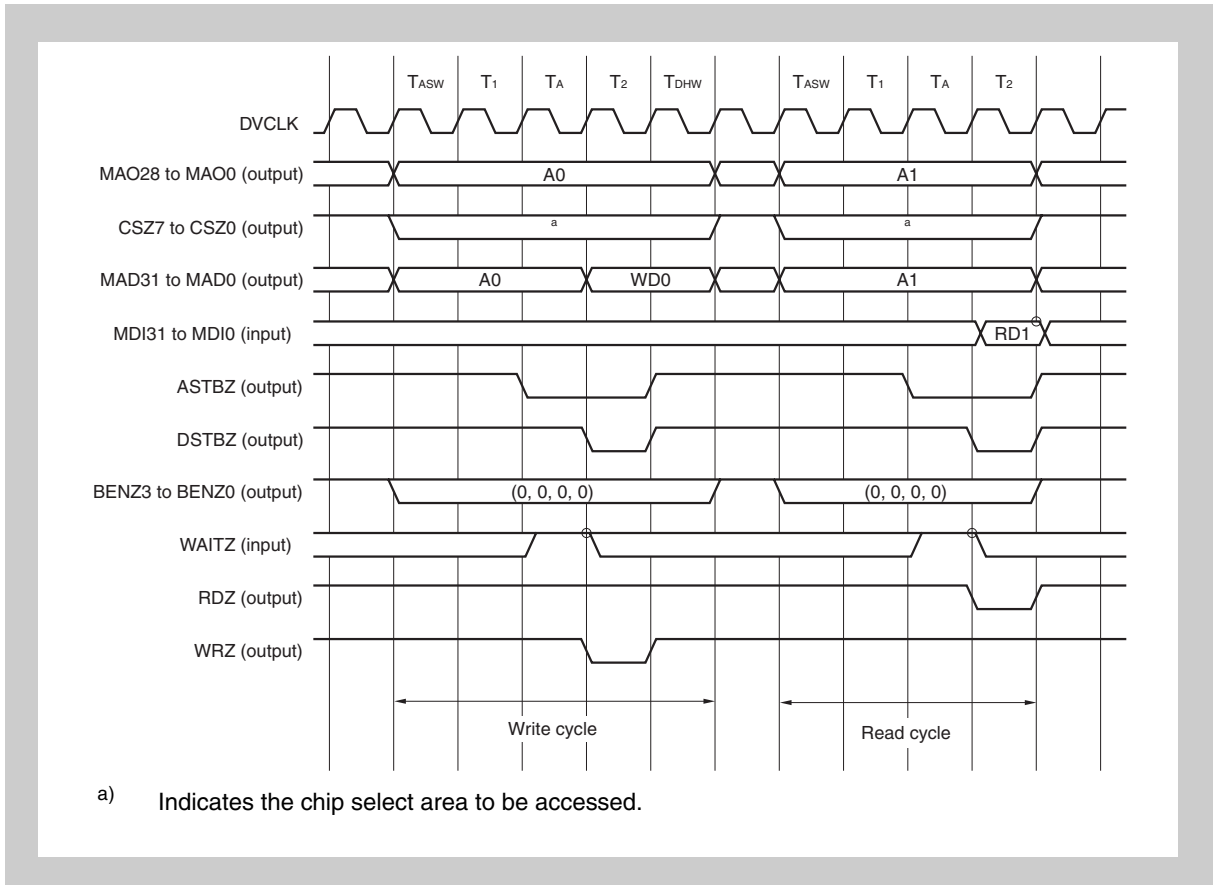 TASW T1 TA T2 TDHW TASW T1 TA T2
DVCLK
MAO28 to MAO0 (output) A0 A1
CSZ7 to CSZ0 (output) a a
MAD31 to MAD0 (output) A0 WD0 A1
MDI31 to MDI0 (input) RD1
ASTBZ (output)
DSTBZ (output)
BENZ3 to BENZ0 (output) (0, 0, 0, 0) (0, 0, 0, 0)
WAITZ (input)
RDZ (output)
WRZ (output)
Write cycle Read cycle
a) Indicates the chip select area to be accessed.